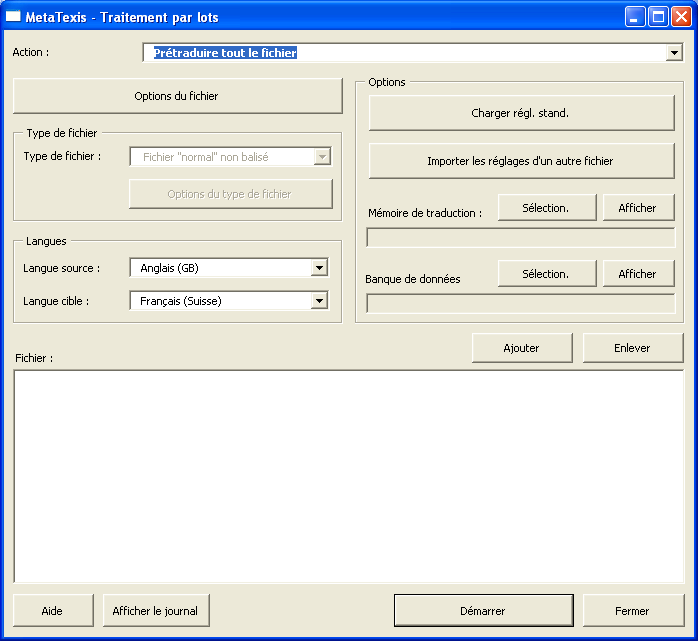 MetaTexis - Traitement par lots
Action :
Prétraduire tout le fichier
Options du fichier
Type de fichier
Type de fichier :
Fichier "normal" non balisé
Options du type de fichier
Langues
Langue source :
Anglais (GB)
Langue cible :
Français (Suisse)
Options
Charger régl. stand.
Importer les réglages d'un autre fichier
Mémoire de traduction :
Sélection.
Afficher
Banque de données
Sélection.
Afficher
Ajouter
Enlever
Fichier :
Aide
Afficher le journal
Démarrer
Fermer